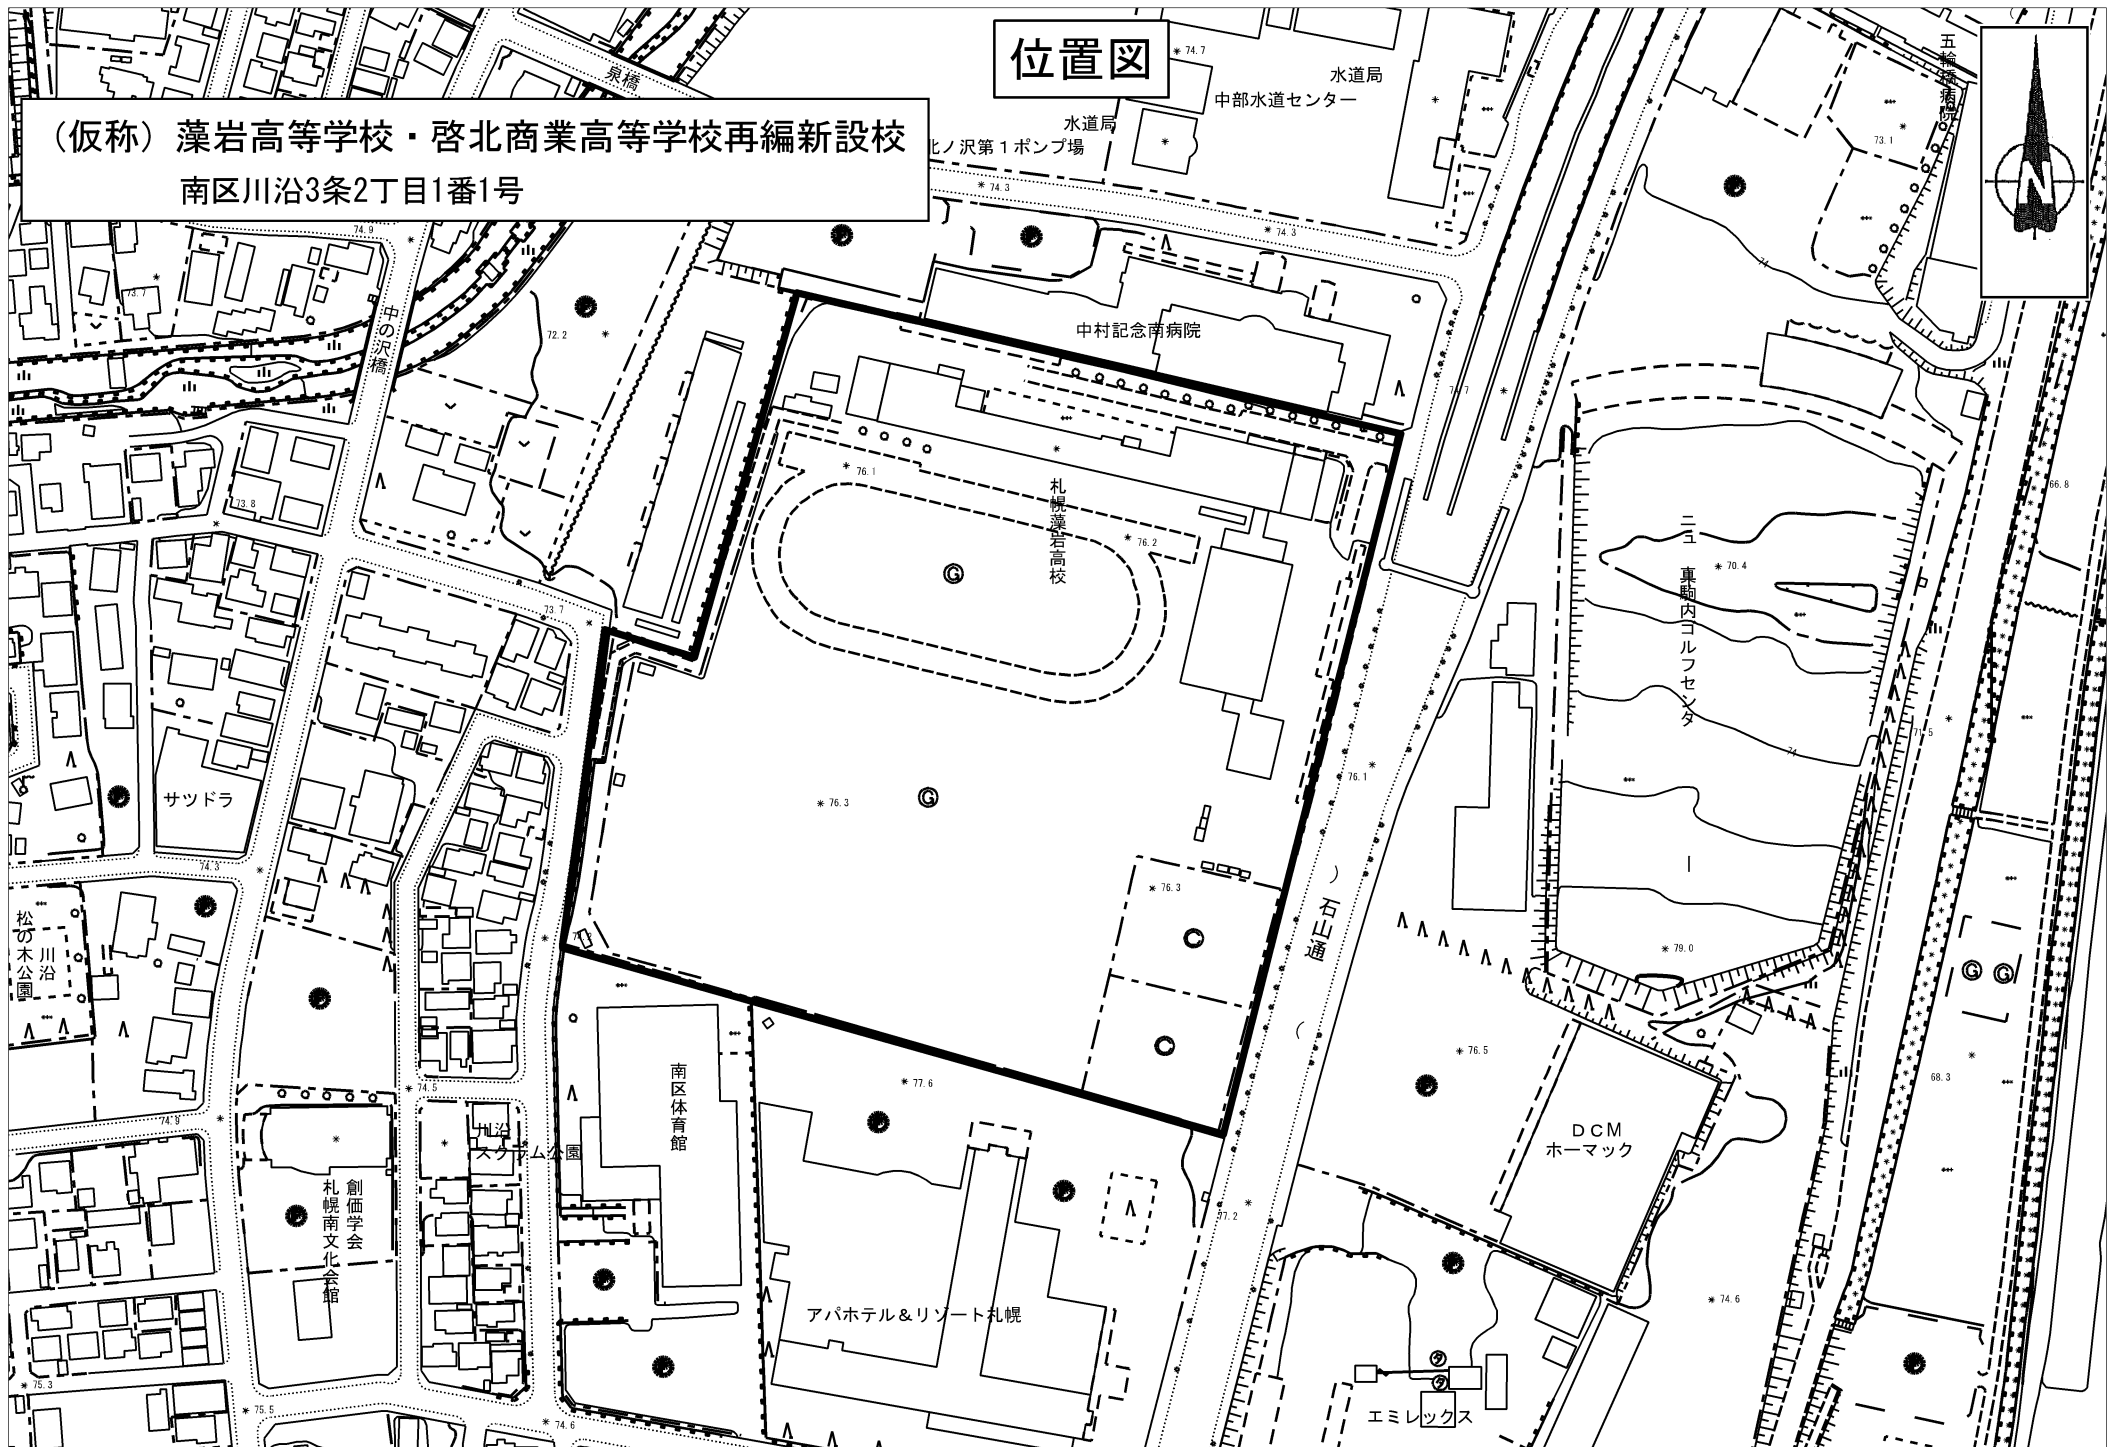 位置図
（仮称）藻岩高等学校・啓北商業高等学校再編新設校
南区川沿3条2丁目1番1号
N
泉橋
74.7
水道局
中部水道センター
水道局
北ノ沢第１ポンプ場
五輪橋病院
73.1
74.3
74.3
74.9
73.7
中の沢橋
72.2
中村記念南病院
74
74.7
76.1
札幌藻岩高校
76.2
G
66.8
ニュー真駒内ゴルフセンター
70.4
73.8
73.7
71.5
74
サツドラ
G
76.3
76.1
74.3
76.3
松の木公園
川沿
石山通
79.0
G G
76.5
74.5
77.6
68.3
南区体育館
74.9
川沿
スクラム公園
ＤＣＭ
ホーマック
創価学会
札幌南文化会館
77.2
74.6
アパホテル＆リゾート札幌
タ
タ
75.3
75.5
74.6
エミレックス